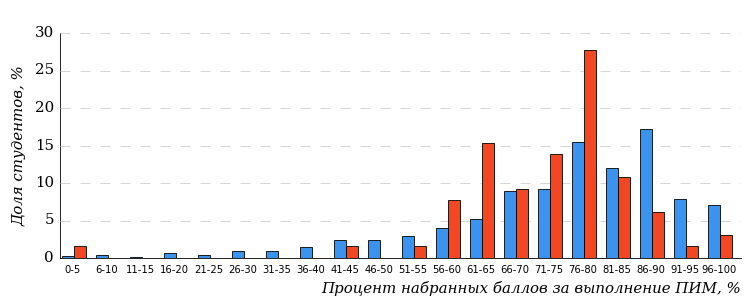 30
25
20
15
10
5
0
Доля студентов, %
0-5 6-10 11-15 16-20 21-25 26-30 31-35 36-40 41-45 46-50 51-55 56-60 61-65 66-70 71-75 76-80 81-85 86-90 91-95 96-100
Процент набранных баллов за выполнение ПИМ, %